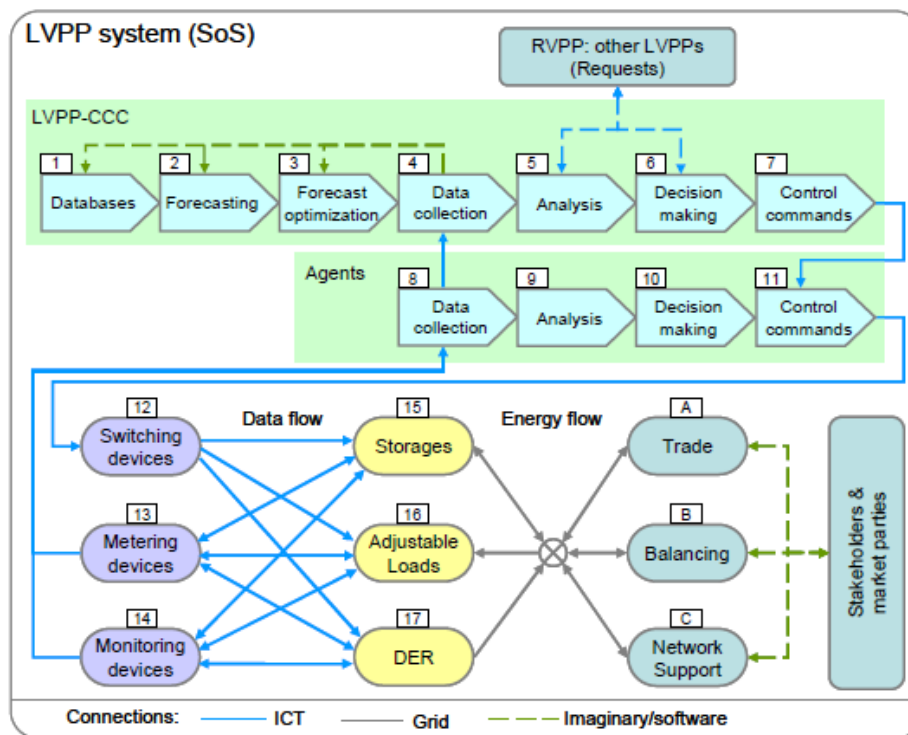 LVPP system (SoS)
RVPP: other LVPPs
(Requests)
LVPP-CCC
1
2
3
4
5
6
7
Databases
Forecasting
Forecast
optimization
Data
collection
Analysis
Decision
making
Control
commands
Agents
8
9
10
11
Data
collection
Analysis
Decision
making
Control
commands
12
Data flow
15
Energy flow
A
Switching
devices
Storages
Trade
13
16
B
Metering
devices
Adjustable
Loads
Balancing
14
17
C
Monitoring
devices
DER
Network
Support
Stakeholders &
market parties
Connections:
ICT
Grid
Imaginary/software